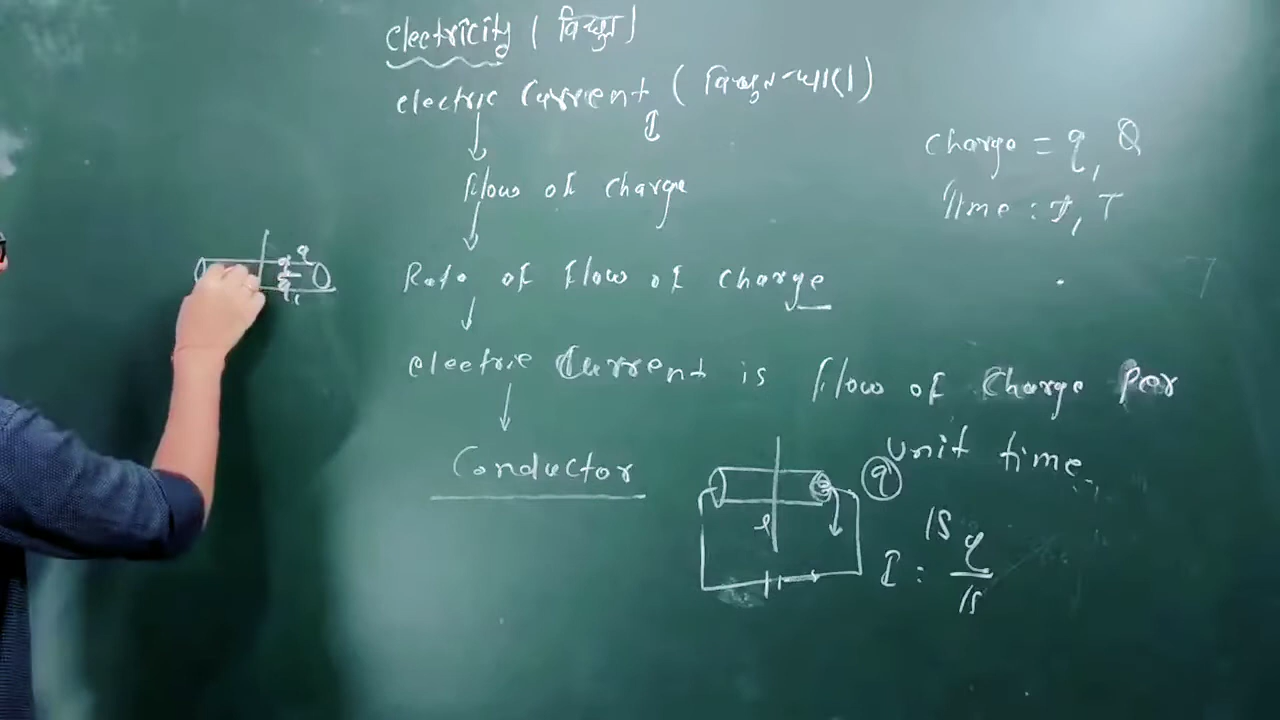 electricity (विद्युत)
electric Current (विद्युत-धारा)
I
flow of charge
Charge = q, Q
Time : t, T
Rate of flow of charge
electric Current is flow of Charge Per
unit time
Conductor
q
1S
I : q/1S
q
q